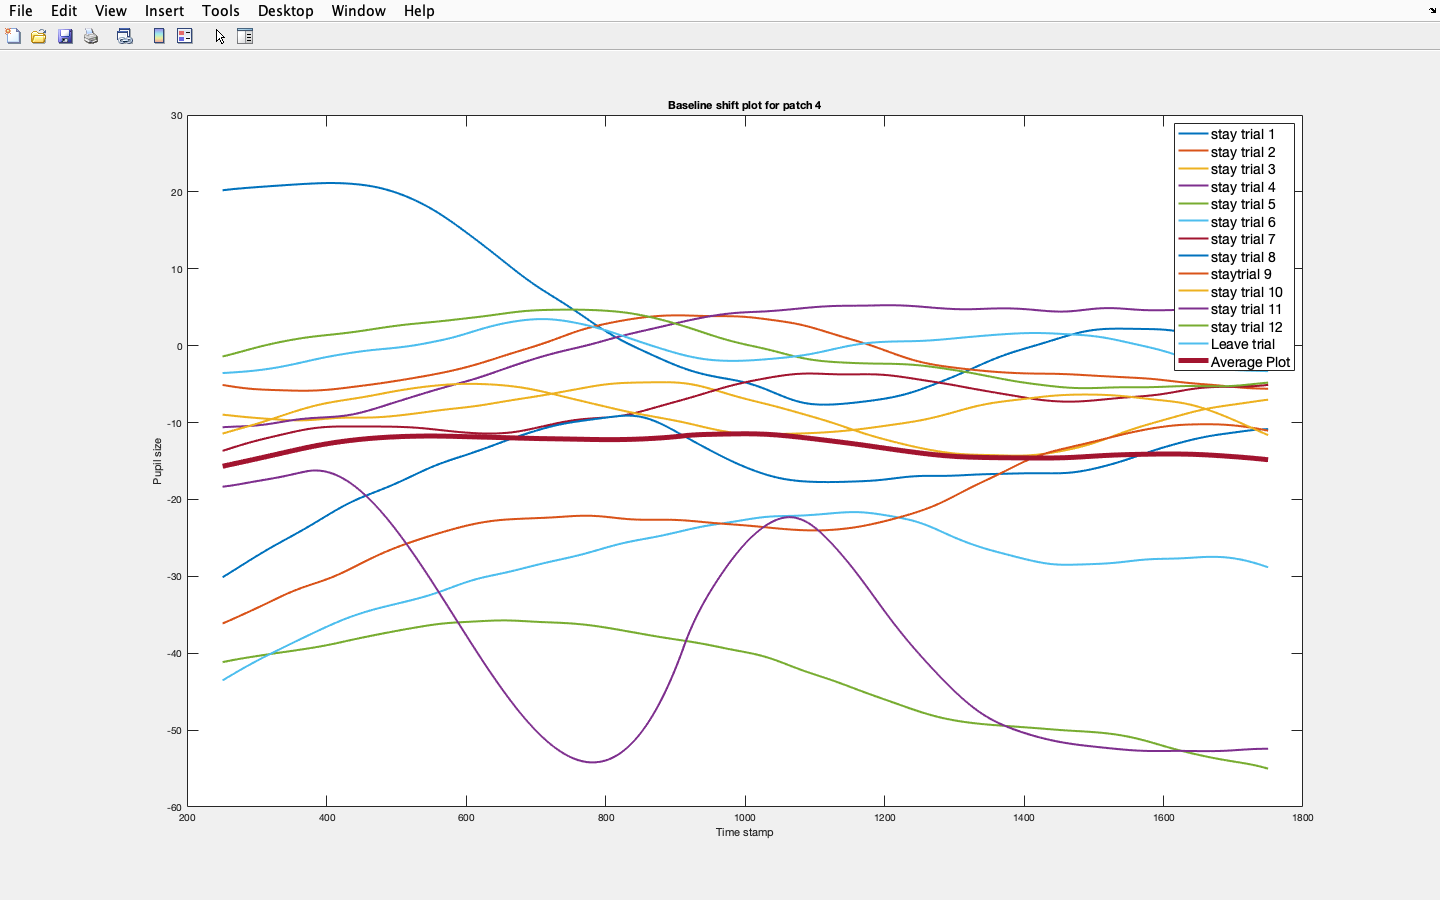 File Edit View Insert Tools Desktop Window Help
Baseline shift plot for patch 4
30
20
10
0
-10
-20
-30
-40
-50
-60
Pupil size
200 400 600 800 1000 1200 1400 1600 1800
Time stamp
stay trial 1
stay trial 2
stay trial 3
stay trial 4
stay trial 5
stay trial 6
stay trial 7
stay trial 8
staytrial 9
stay trial 10
stay trial 11
stay trial 12
Leave trial
Average Plot